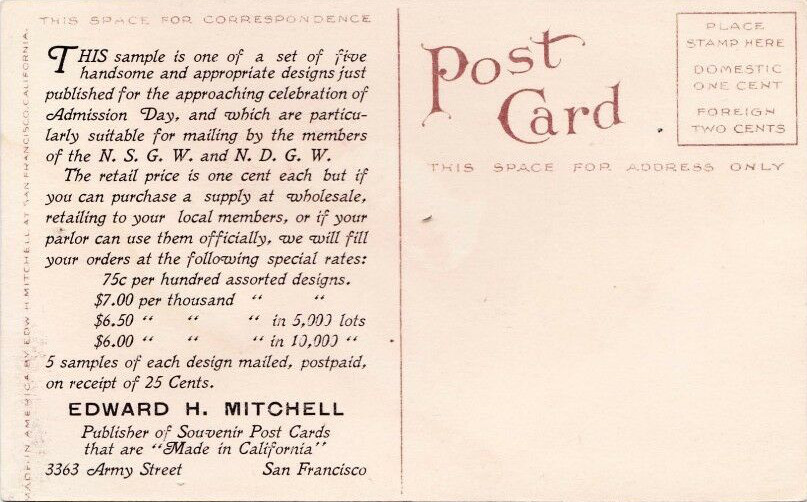 THIS SPACE FOR CORRESPONDENCE
THIS sample is one of a set of five
handsome and appropriate designs just
published for the approaching celebration of
Admission Day, and which are particu-
larly suitable for mailing by the members
of the N. S. G. W. and N. D. G. W.
The retail price is one cent each but if
you can purchase a supply at wholesale,
retailing to your local members, or if your
parlor can use them officially, we will fill
your orders at the following special rates:
75c per hundred assorted designs.
$7.00 per thousand “ “
$6.50 “ “ “ in 5,000 lots
$6.00 “ “ “ in 10,000 “
5 samples of each design mailed, postpaid,
on receipt of 25 Cents.
EDWARD H. MITCHELL
Publisher of Souvenir Post Cards
that are “Made in California”
3363 Army Street San Francisco
MADE IN AMERICA BY EDW H MITCHELL AT SAN FRANCISCO, CALIFORNIA.
Post
Card
THIS SPACE FOR ADDRESS ONLY
PLACE
STAMP HERE
DOMESTIC
ONE CENT
FOREIGN
TWO CENTS